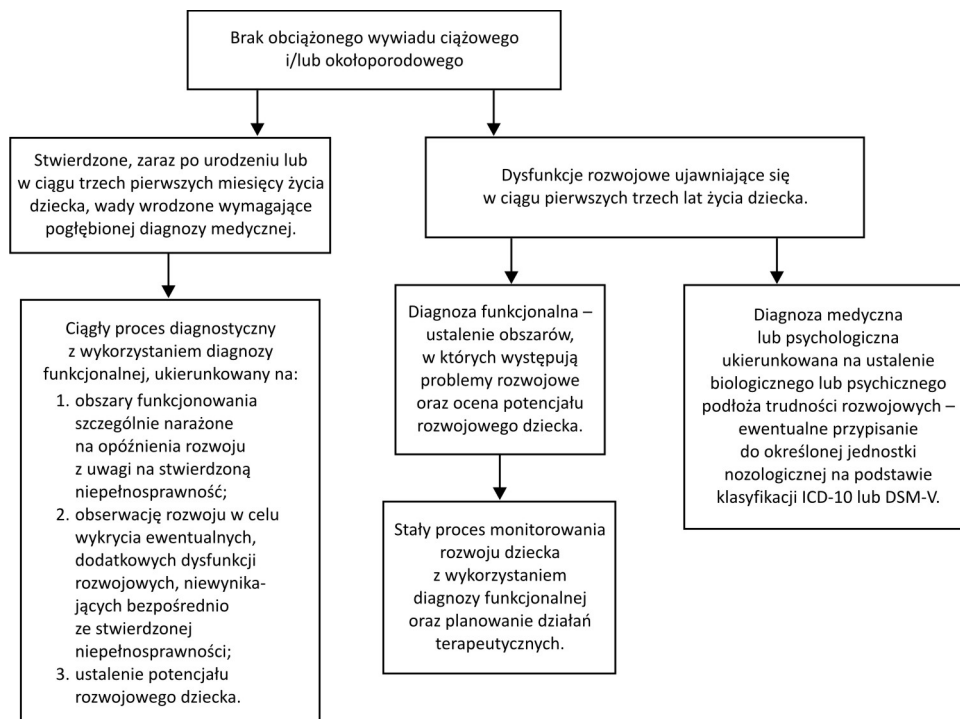 Brak obciążonego wywiadu ciążowego
i/lub okołoporodowego
Stwierdzone, zaraz po urodzeniu lub
w ciągu trzech pierwszych miesięcy życia
dziecka, wady wrodzone wymagające
pogłębionej diagnozy medycznej.
Dysfunkcje rozwojowe ujawniające się
w ciągu pierwszych trzech lat życia dziecka.
Ciągły proces diagnostyczny
z wykorzystaniem diagnozy
funkcjonalnej, ukierunkowany na:
1. obszary funkcjonowania
szczególnie narażone
na opóźnienia rozwoju
z uwagi na stwierdzoną
niepełnosprawność;
2. obserwację rozwoju w celu
wykrycia ewentualnych,
dodatkowych dysfunkcji
rozwojowych, niewynika-
jących bezpośrednio
ze stwierdzonej
niepełnosprawności;
3. ustalenie potencjału
rozwojowego dziecka.
Diagnoza funkcjonalna –
ustalenie obszarów,
w których występują
problemy rozwojowe
oraz ocena potencjału
rozwojowego dziecka.
Stały proces monitorowania
rozwoju dziecka
z wykorzystaniem
diagnozy funkcjonalnej
oraz planowanie działań
terapeutycznych.
Diagnoza medyczna
lub psychologiczna
ukierunkowana na ustalenie
biologicznego lub psychicznego
podłoża trudności rozwojowych –
ewentualne przypisanie
do określonej jednostki
nozologicznej na podstawie
klasyfikacji ICD-10 lub DSM-V.